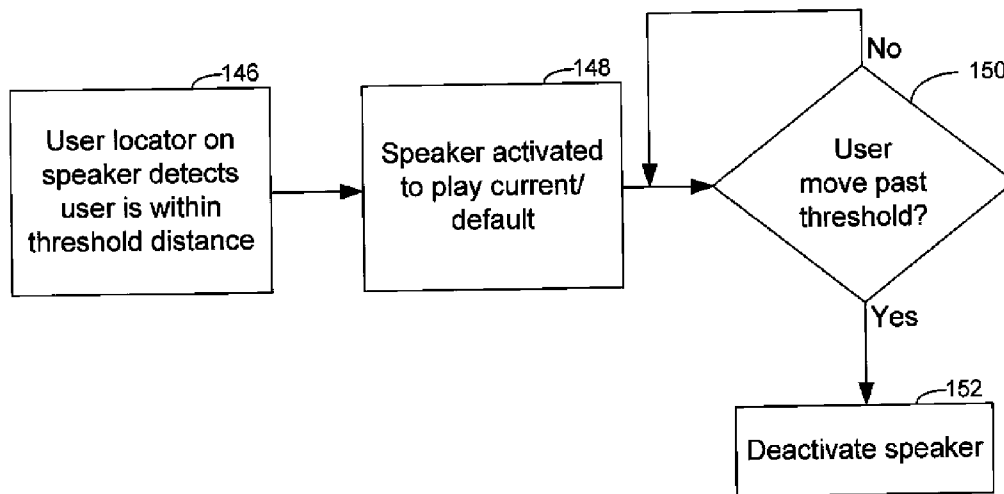 146
User locator on
speaker detects
user is within
threshold distance
148
Speaker activated
to play current/
default
No
150
User
move past
threshold?
Yes
152
Deactivate speaker